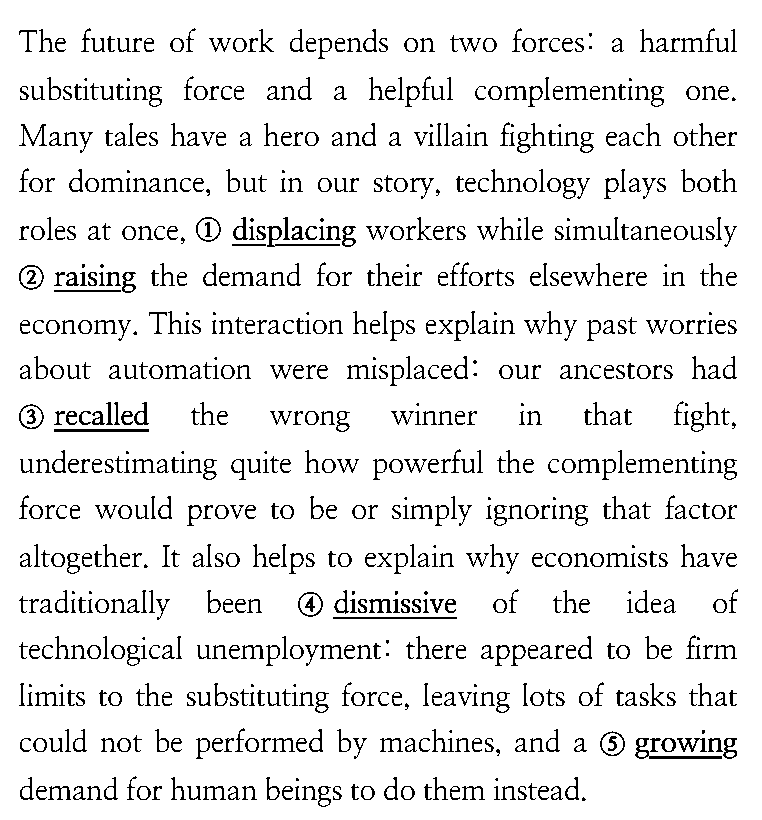 The future of work depends on two forces: a harmful
substituting force and a helpful complementing one.
Many tales have a hero and a villain fighting each other
for dominance, but in our story, technology plays both
roles at once, ① displacing workers while simultaneously
② raising the demand for their efforts elsewhere in the
economy. This interaction helps explain why past worries
about automation were misplaced: our ancestors had
③ recalled the wrong winner in that fight,
underestimating quite how powerful the complementing
force would prove to be or simply ignoring that factor
altogether. It also helps to explain why economists have
traditionally been ④ dismissive of the idea of
technological unemployment: there appeared to be firm
limits to the substituting force, leaving lots of tasks that
could not be performed by machines, and a ⑤ growing
demand for human beings to do them instead.